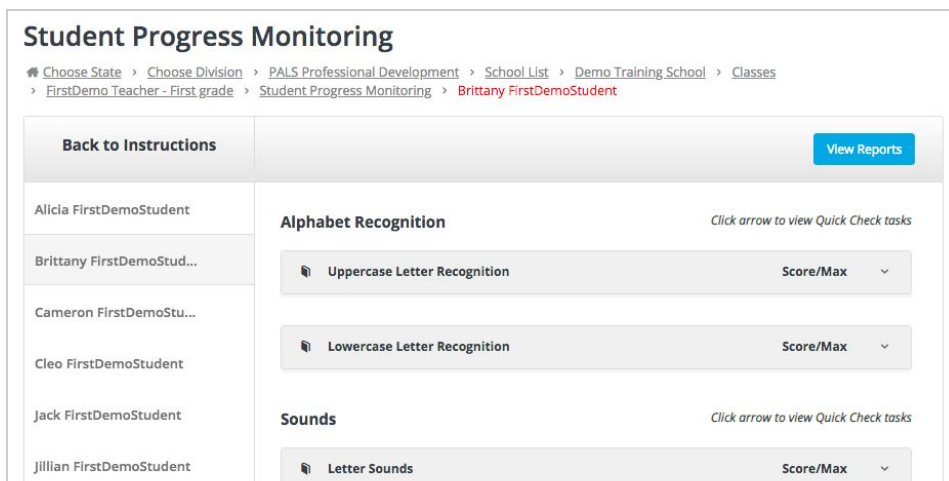 Student Progress Monitoring
Choose State › Choose Division › PALS Professional Development › School List › Demo Training School › Classes
› FirstDemo Teacher - First grade › Student Progress Monitoring › Brittany FirstDemoStudent
Back to Instructions
View Reports
Alicia FirstDemoStudent
Brittany FirstDemoStud...
Cameron FirstDemoStu...
Cleo FirstDemoStudent
Jack FirstDemoStudent
Jillian FirstDemoStudent
Alphabet Recognition
Click arrow to view Quick Check tasks
Uppercase Letter Recognition
Score/Max
Lowercase Letter Recognition
Score/Max
Sounds
Click arrow to view Quick Check tasks
Letter Sounds
Score/Max